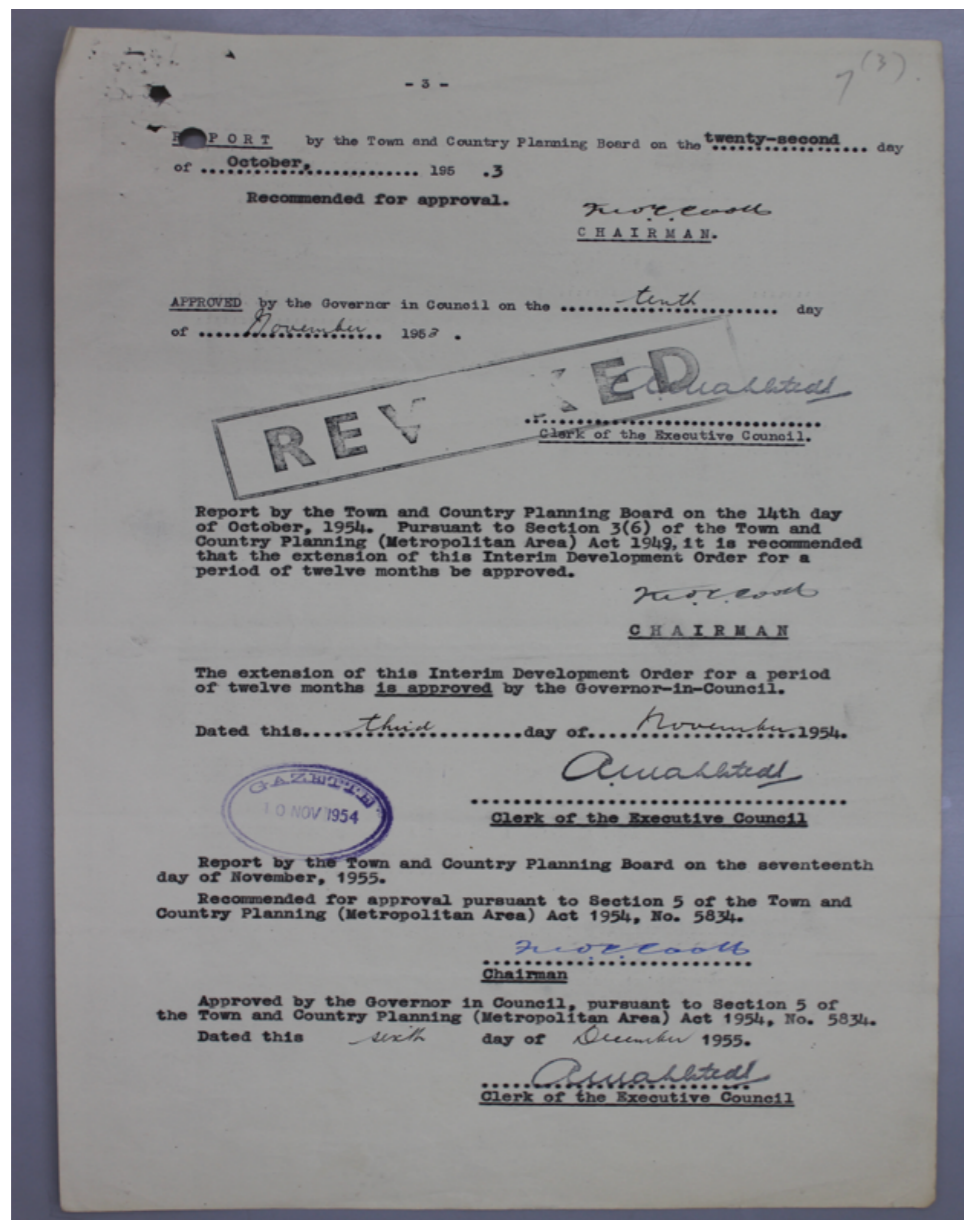 - 3 -
7 (3).
R PORT by the Town and Country Planning Board on the twenty-second day
of October, 195 .3
Recommended for approval.
CHAIRMAN.
APPROVED by the Governor in Council on the tenth day
of November 1953 .
REV KED
Clerk of the Executive Council.
Report by the Town and Country Planning Board on the 14th day
of October, 1954. Pursuant to Section 3(6) of the Town and
Country Planning (Metropolitan Area) Act 1949, it is recommended
that the extension of this Interim Development Order for a
period of twelve months be approved.
CHAIRMAN
The extension of this Interim Development Order for a period
of twelve months is approved by the Governor-in-Council.
Dated this....third....day of....November....1954.
GAZETTE
10 NOV 1954
Clerk of the Executive Council
Report by the Town and Country Planning Board on the seventeenth
day of November, 1955.
Recommended for approval pursuant to Section 5 of the Town and
Country Planning (Metropolitan Area) Act 1954, No. 5834.
Chairman
Approved by the Governor in Council, pursuant to Section 5 of
the Town and Country Planning (Metropolitan Area) Act 1954, No. 5834.
Dated this sixth day of December 1955.
Clerk of the Executive Council